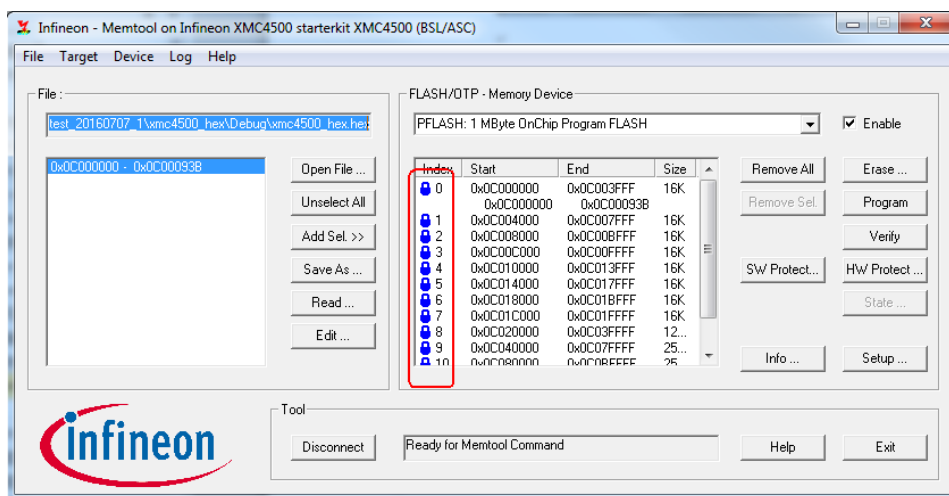 Infineon - Memtool on Infineon XMC4500 starterkit XMC4500 (BSL/ASC)
File Target Device Log Help
File :
test_20160707_1\xmc4500_hex\Debug\xmc4500_hex.hex
0x0C000000 - 0x0C00093B
Open File ...
Unselect All
Add Sel. >>
Save As ...
Read ...
Edit ...
FLASH/OTP - Memory Device
PFLASH: 1 MByte OnChip Program FLASH
Enable
Index Start End Size
0 0x0C000000 0x0C003FFF 16K
0x0C000000 0x0C00093B
1 0x0C004000 0x0C007FFF 16K
2 0x0C008000 0x0C00BFFF 16K
3 0x0C00C000 0x0C00FFFF 16K
4 0x0C010000 0x0C013FFF 16K
5 0x0C014000 0x0C017FFF 16K
6 0x0C018000 0x0C01BFFF 16K
7 0x0C01C000 0x0C01FFFF 16K
8 0x0C020000 0x0C03FFFF 12...
9 0x0C040000 0x0C07FFFF 25...
10 0x0C080000 0x0C0BFFFF 25
Remove All
Erase ...
Remove Sel.
Program
Verify
SW Protect...
HW Protect ...
State ...
Info ...
Setup ...
infineon
Tool
Disconnect
Ready for Memtool Command
Help
Exit